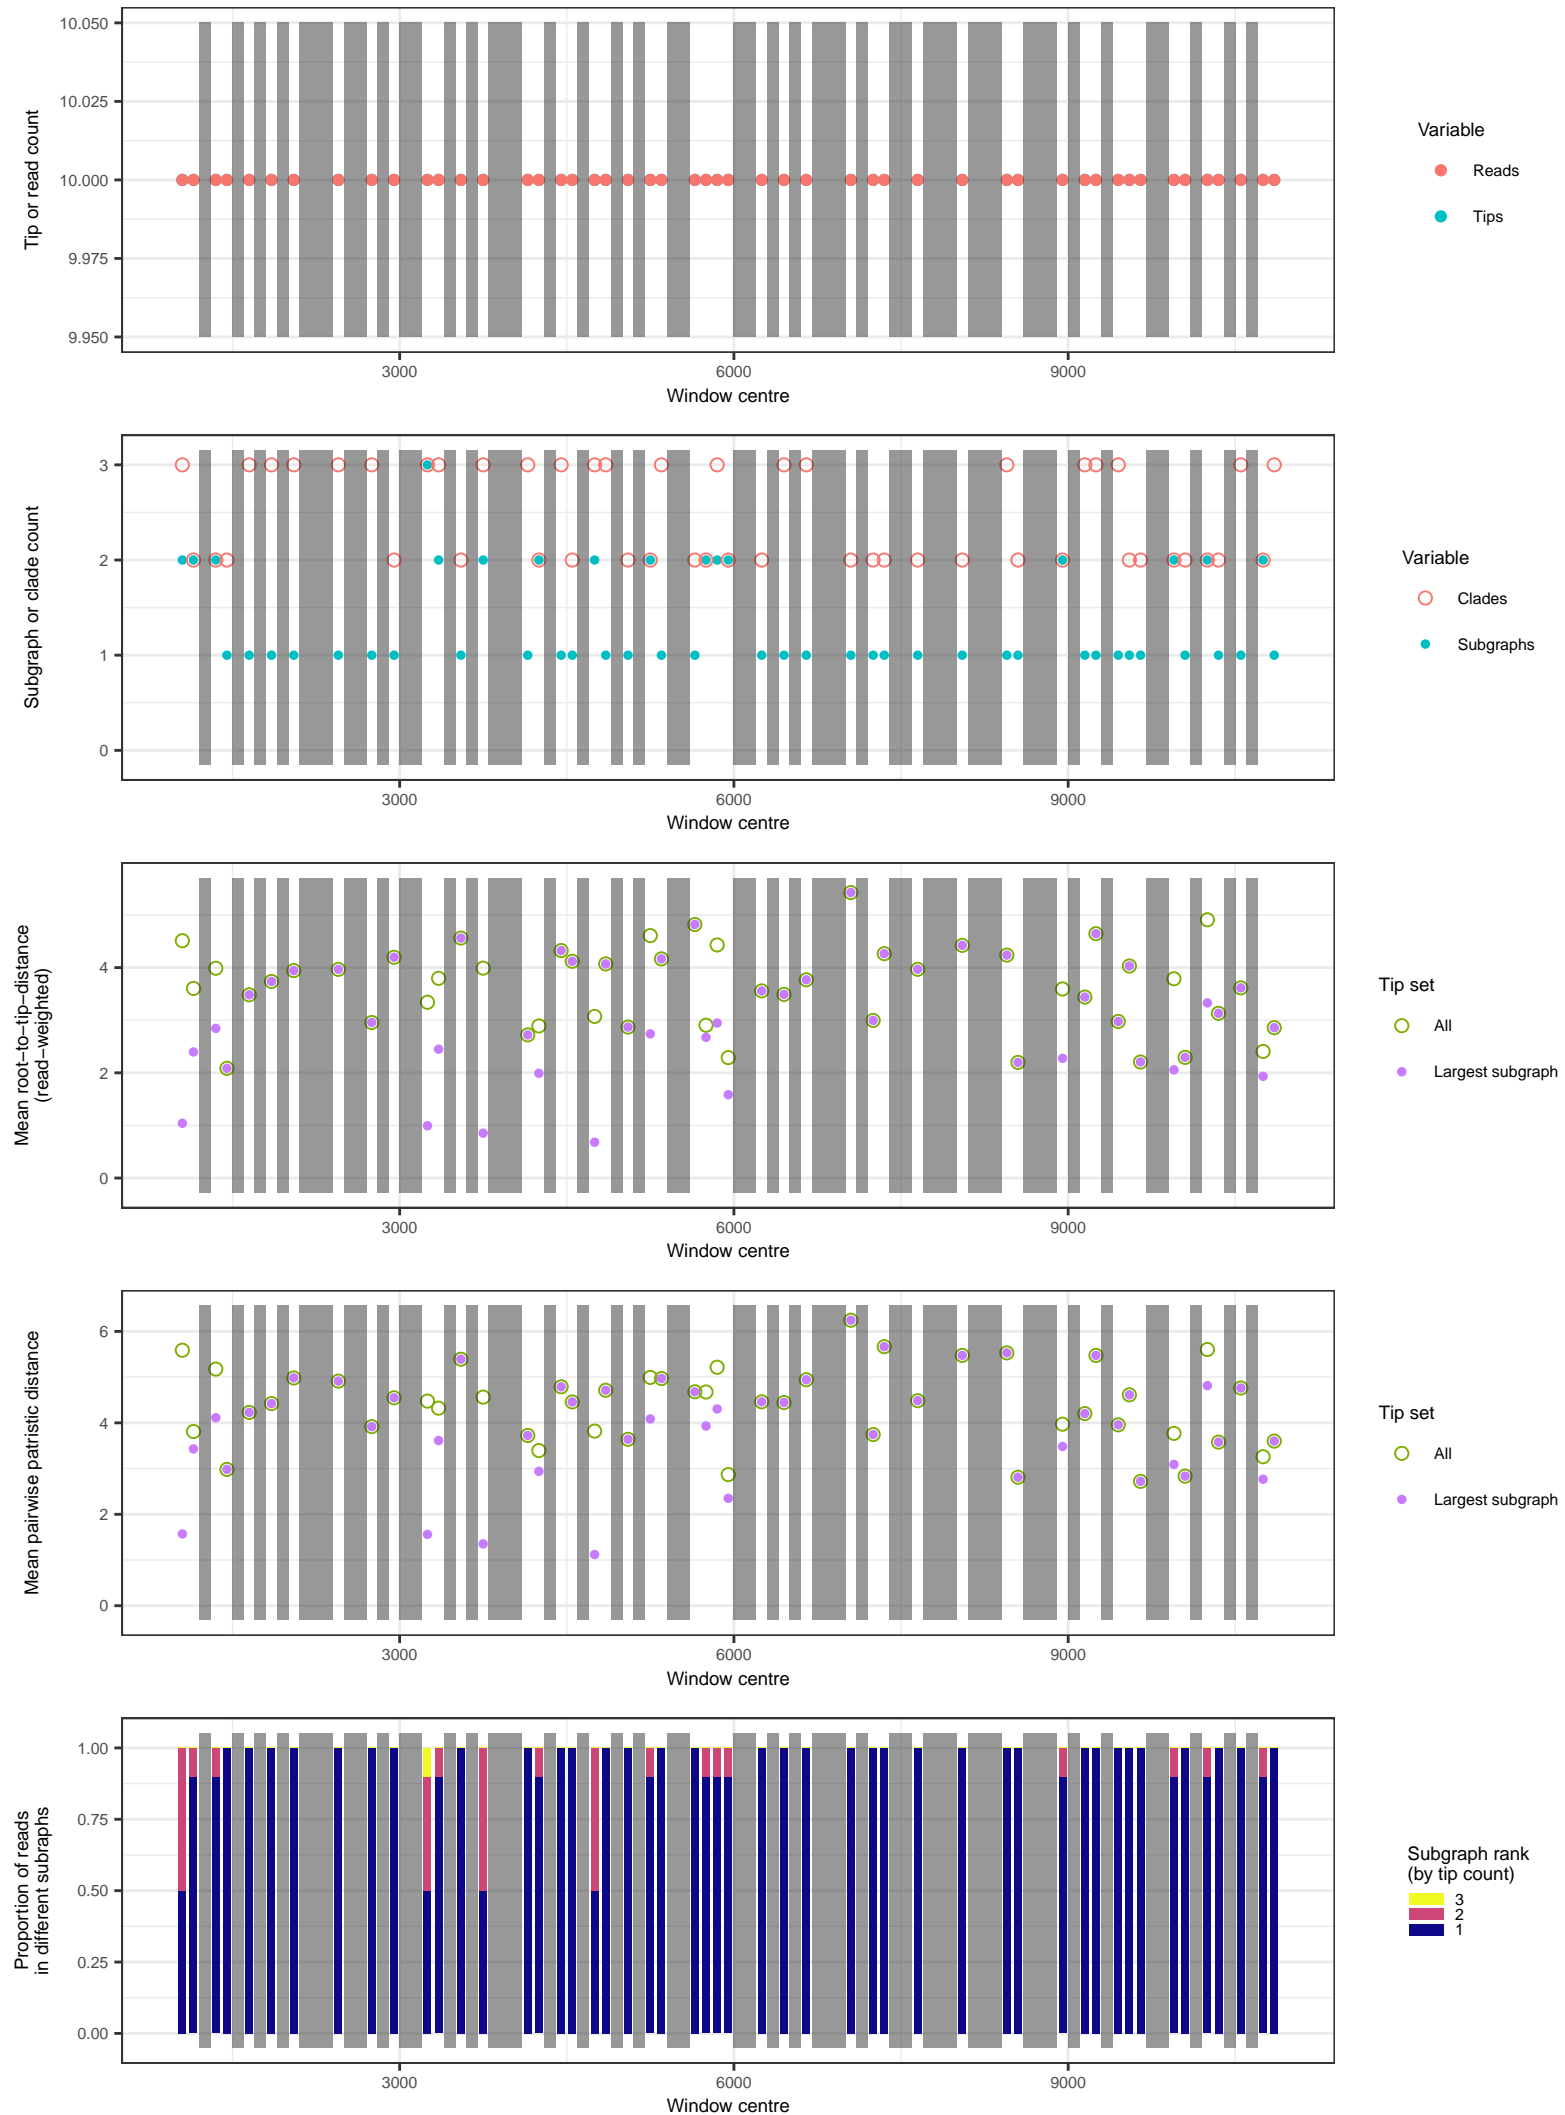 10.050
10.025
10.000
9.975
9.950
Tip or read count
3000 6000 9000
Window centre
Variable
Reads
Tips
3
2
1
0
Subgraph or clade count
3000 6000 9000
Window centre
Variable
Clades
Subgraphs
4
2
0
Mean root−to−tip−distance
(read−weighted)
3000 6000 9000
Window centre
Tip set
All
Largest subgraph
6
4
2
0
Mean pairwise patristic distance
3000 6000 9000
Window centre
Tip set
All
Largest subgraph
1.00
0.75
0.50
0.25
0.00
Proportion of reads
in different subraphs
3000 6000 9000
Window centre
Subgraph rank
(by tip count)
3
2
1